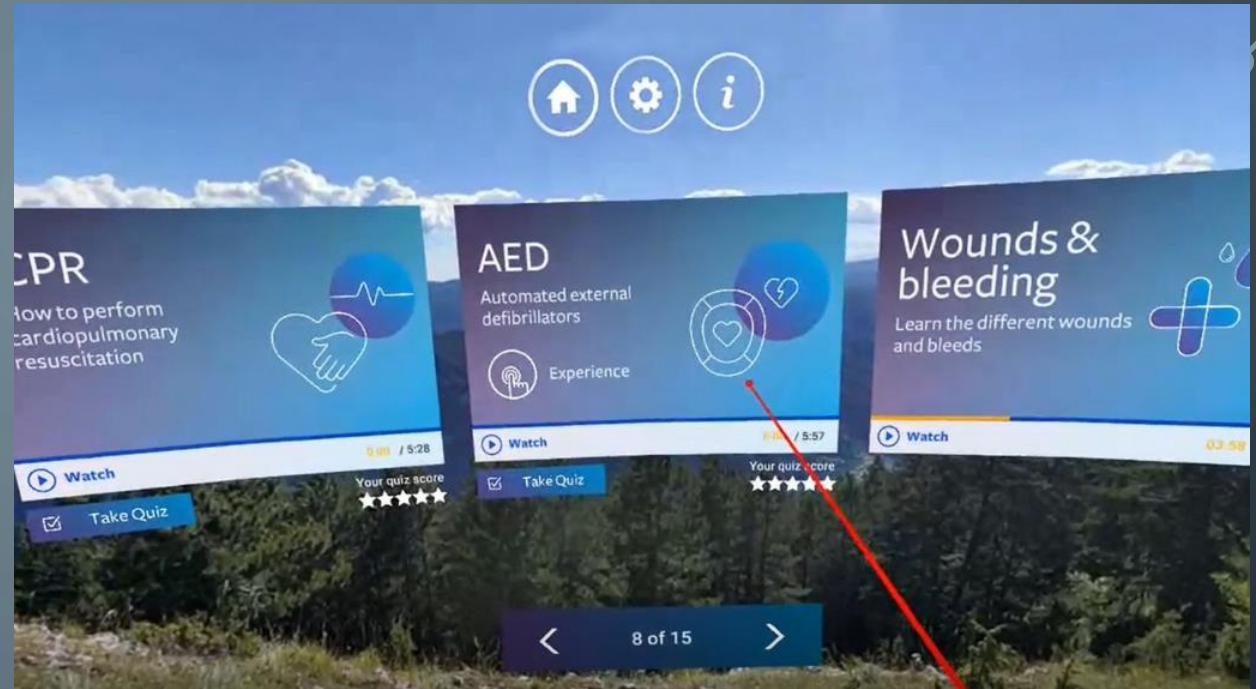 CPR
How to perform
cardiopulmonary
resuscitation
Watch
0:00 / 5:28
Take Quiz
Your quiz score
AED
Automated external
defibrillators
Experience
Watch
/ 5:57
Take Quiz
Your quiz score
Wounds &
bleeding
Learn the different wounds
and bleeds
Watch
03:58
8 of 15